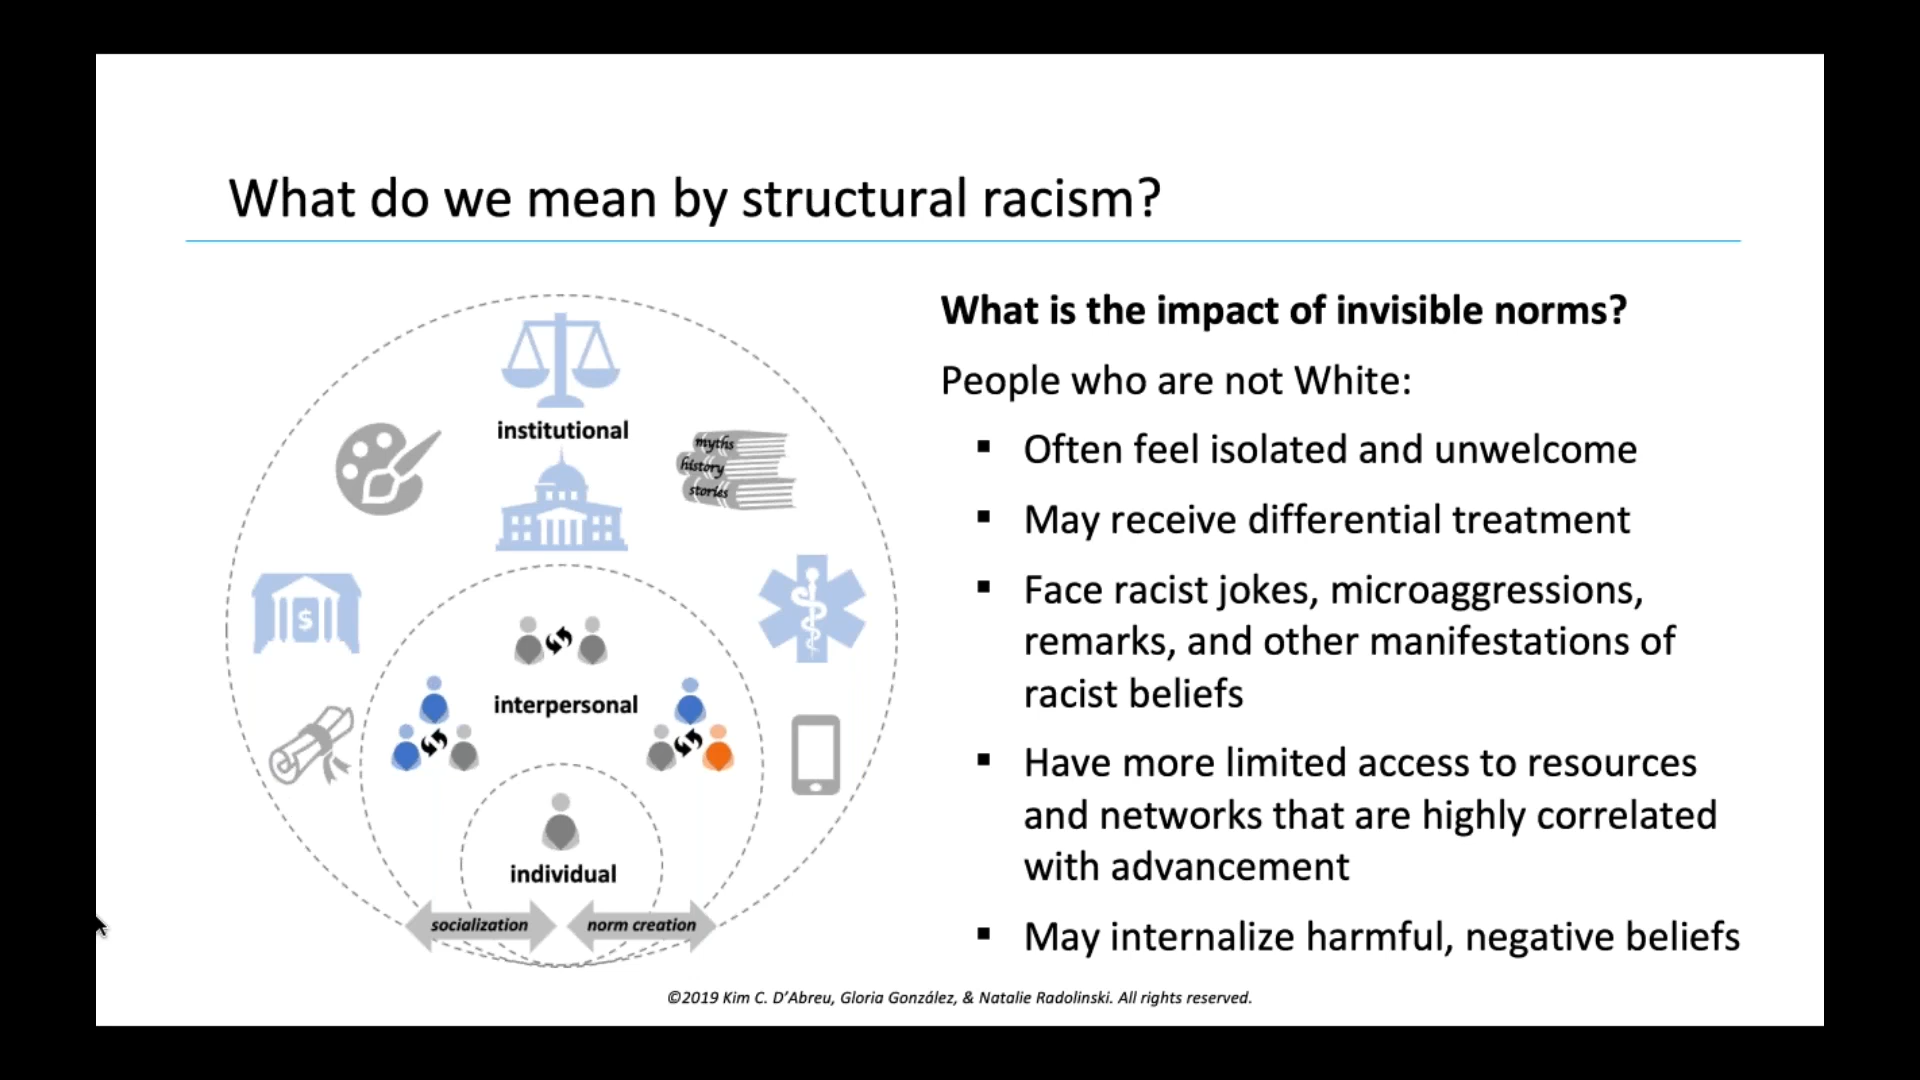 What do we mean by structural racism?
institutional
myths
history
stories
$
interpersonal
individual
socialization
norm creation
What is the impact of invisible norms?
People who are not White:
▪ Often feel isolated and unwelcome
▪ May receive differential treatment
▪ Face racist jokes, microaggressions,
remarks, and other manifestations of
racist beliefs
▪ Have more limited access to resources
and networks that are highly correlated
with advancement
▪ May internalize harmful, negative beliefs
©2019 Kim C. D’Abreu, Gloria González, & Natalie Radolinski. All rights reserved.